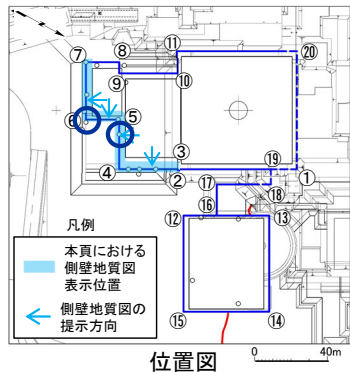 ⑪
⑧
⑦
⑳
⑨
⑩
⑥
⑤
③
⑲
④
②
①
⑰
⑱
⑯
⑫
⑬
⑮
⑭
凡例
本頁における
側壁地質図
表示位置
側壁地質図の
提示方向
位置図
0 40m